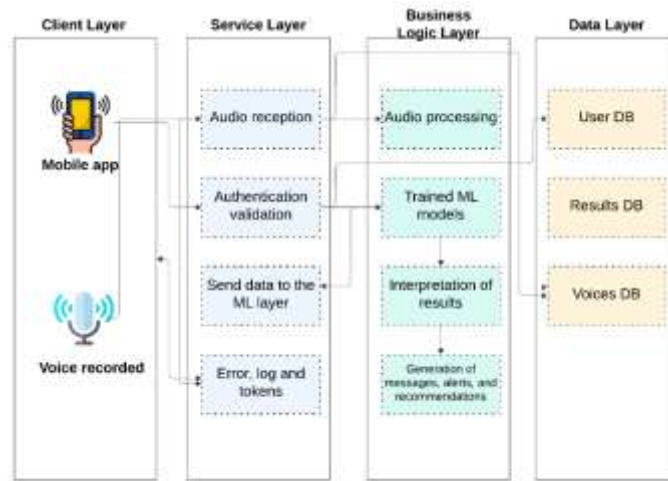 Client Layer
Service Layer
Business
Logic Layer
Data Layer
Mobile app
Voice recorded
Audio reception
Authentication
validation
Send data to the
ML layer
Error, log and
tokens
Audio processing
Trained ML
models
Interpretation of
results
Generation of
messages, alerts, and
recommendations
User DB
Results DB
Voices DB